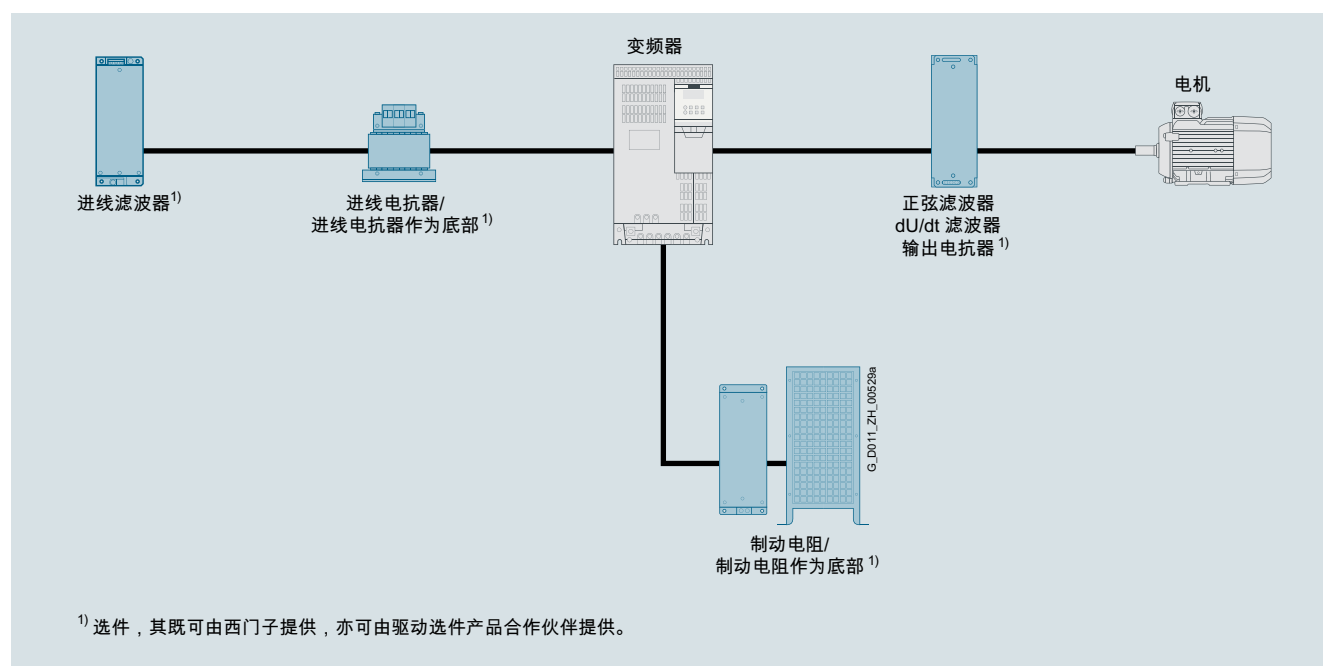 变频器
电机
进线滤波器1)
进线电抗器/
进线电抗器作为底部 1)
正弦滤波器
dU/dt 滤波器
输出电抗器 1)
G_D011_ZH_00529a
制动电阻/
制动电阻作为底部 1)
1) 选件，其既可由西门子提供，亦可由驱动选件产品合作伙伴提供。